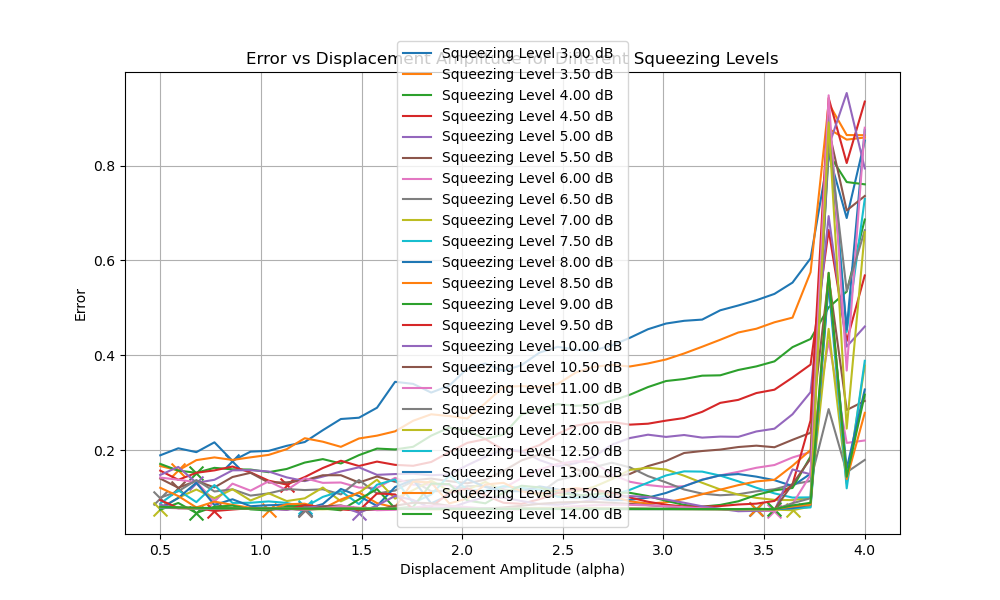 Error vs Displacement Amplitude for Different Squeezing Levels
Squeezing Level 3.00 dB
Squeezing Level 3.50 dB
Squeezing Level 4.00 dB
Squeezing Level 4.50 dB
Squeezing Level 5.00 dB
Squeezing Level 5.50 dB
Squeezing Level 6.00 dB
Squeezing Level 6.50 dB
Squeezing Level 7.00 dB
Squeezing Level 7.50 dB
Squeezing Level 8.00 dB
Squeezing Level 8.50 dB
Squeezing Level 9.00 dB
Squeezing Level 9.50 dB
Squeezing Level 10.00 dB
Squeezing Level 10.50 dB
Squeezing Level 11.00 dB
Squeezing Level 11.50 dB
Squeezing Level 12.00 dB
Squeezing Level 12.50 dB
Squeezing Level 13.00 dB
Squeezing Level 13.50 dB
Squeezing Level 14.00 dB
Error
0.8
0.6
0.4
0.2
0.5 1.0 1.5 2.0 2.5 3.0 3.5 4.0
Displacement Amplitude (alpha)